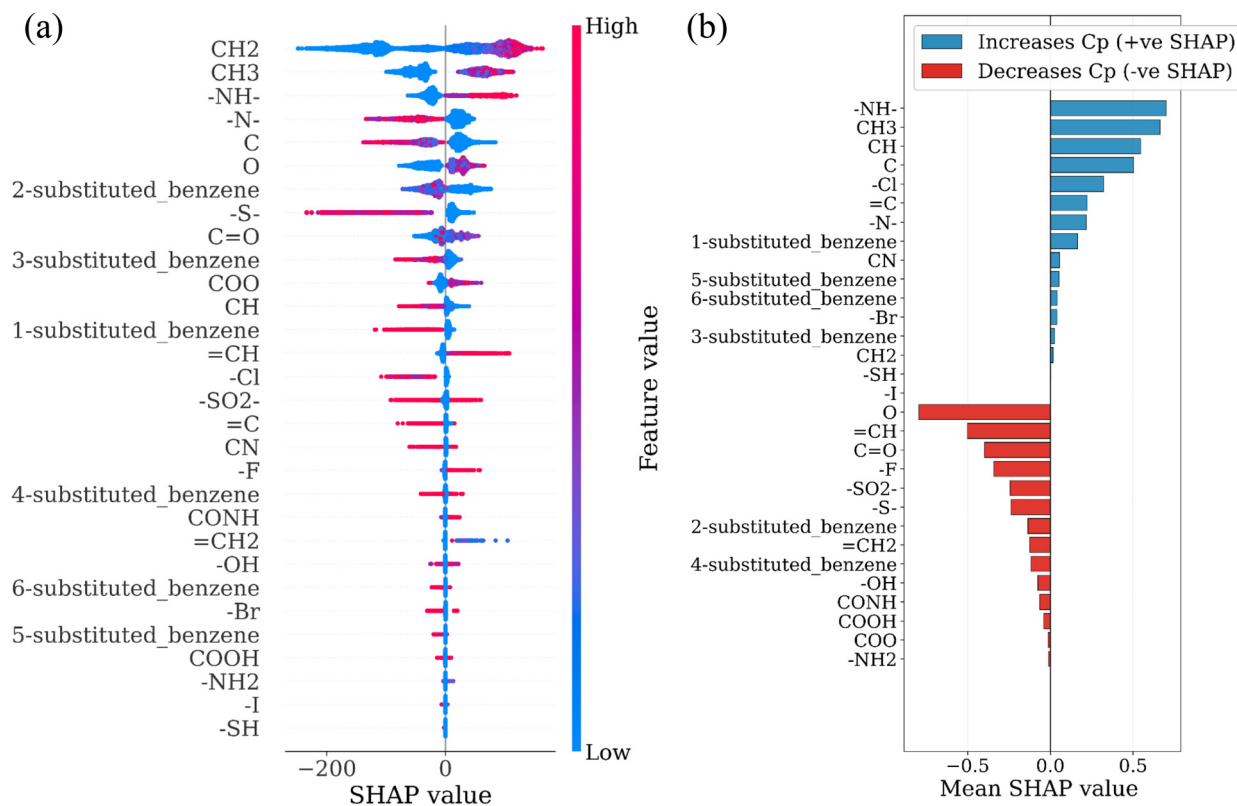 (a)
High
CH2
CH3
-NH-
-N-
C
O
2-substituted_benzene
-S-
C=O
3-substituted_benzene
COO
CH
1-substituted_benzene
=CH
-Cl
-SO2-
=C
CN
-F
4-substituted_benzene
CONH
=CH2
-OH
6-substituted_benzene
-Br
5-substituted_benzene
COOH
-NH2
-I
-SH
Low
Feature value
−200
0
SHAP value
(b)
Increases Cp (+ve SHAP)
Decreases Cp (-ve SHAP)
-NH-
CH3
CH
C
-Cl
=C
-N-
1-substituted_benzene
CN
5-substituted_benzene
6-substituted_benzene
-Br
3-substituted_benzene
CH2
-SH
-I
O
=CH
C=O
-F
-SO2-
-S-
2-substituted_benzene
=CH2
4-substituted_benzene
-OH
CONH
COOH
COO
-NH2
−0.5
0.0
0.5
Mean SHAP value